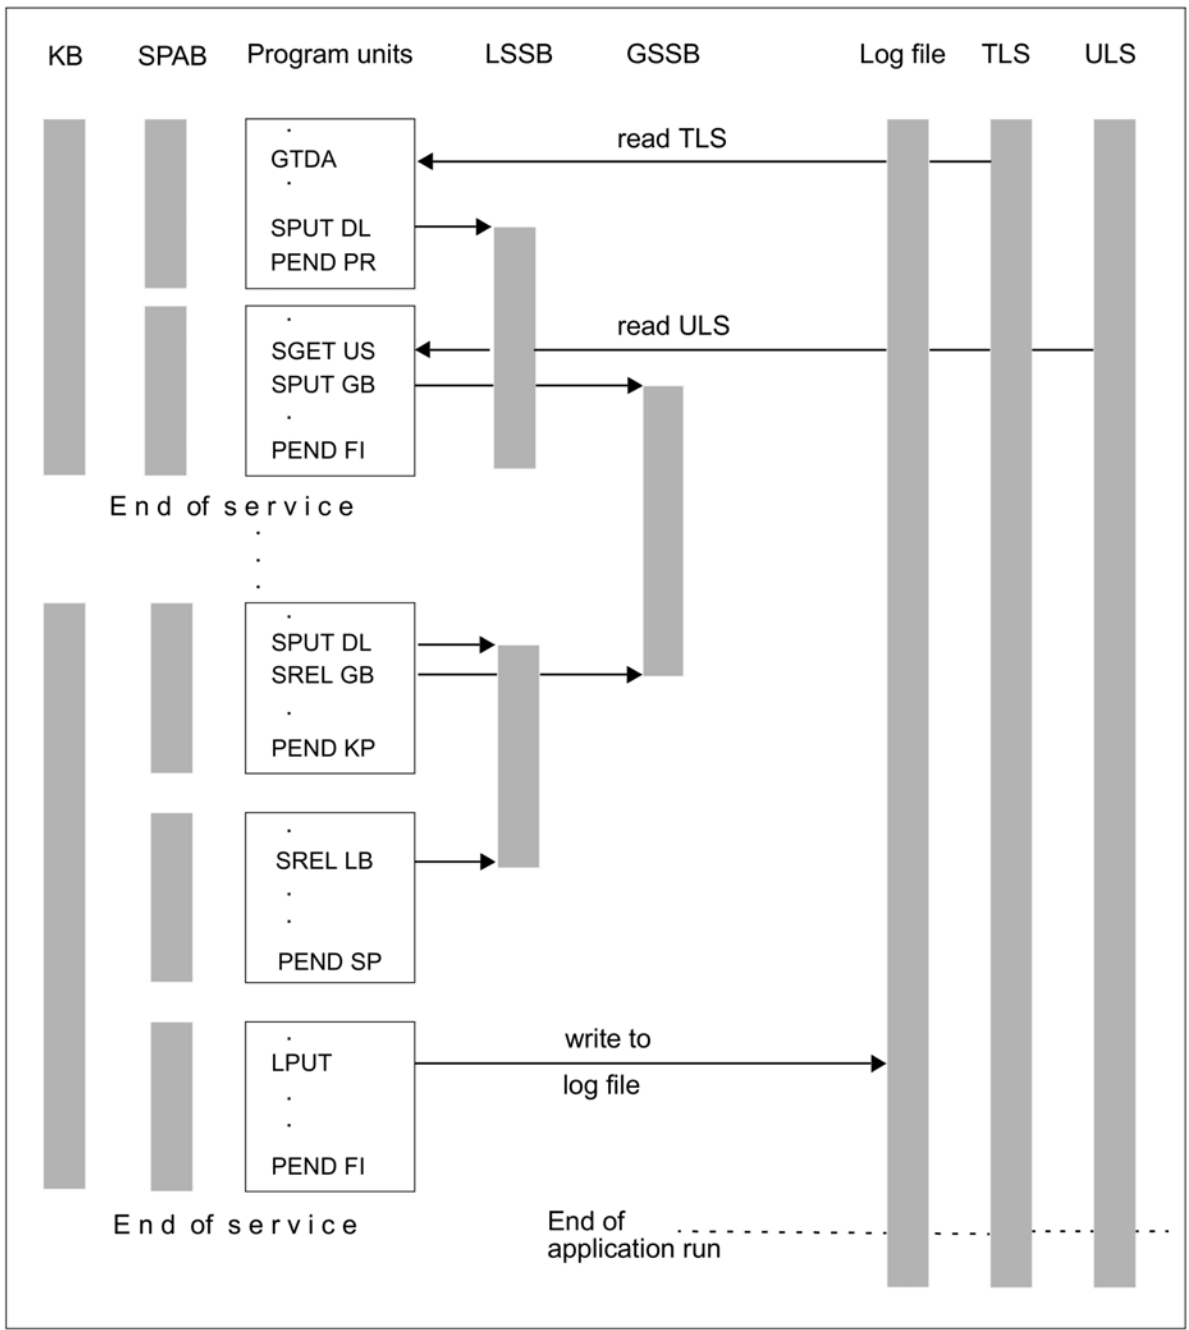 KB SPAB Program units LSSB GSSB Log file TLS ULS
read TLS
GTDA
SPUT DL
PEND PR
read ULS
SGET US
SPUT GB
PEND FI
End of service
SPUT DL
SREL GB
PEND KP
SREL LB
PEND SP
write to
LPUT
log file
PEND FI
End of service
End of
application run